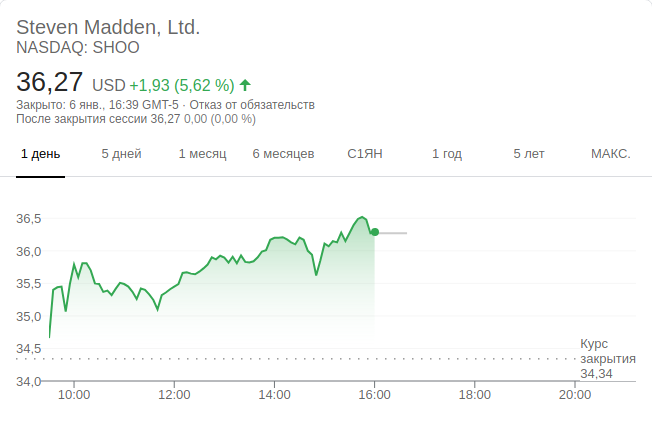 Steven Madden, Ltd.
NASDAQ: SHOO
36,27 USD +1,93 (5,62 %)
Закрыто: 6 янв., 16:39 GMT-5 · Отказ от обязательств
После закрытия сессии 36,27 0,00 (0,00 %)
1 день 5 дней 1 месяц 6 месяцев С1ЯН 1 год 5 лет МАКС.
36,5
36,0
35,5
35,0
34,5
34,0
Курс
закрытия
34,34
10:00 12:00 14:00 16:00 18:00 20:00